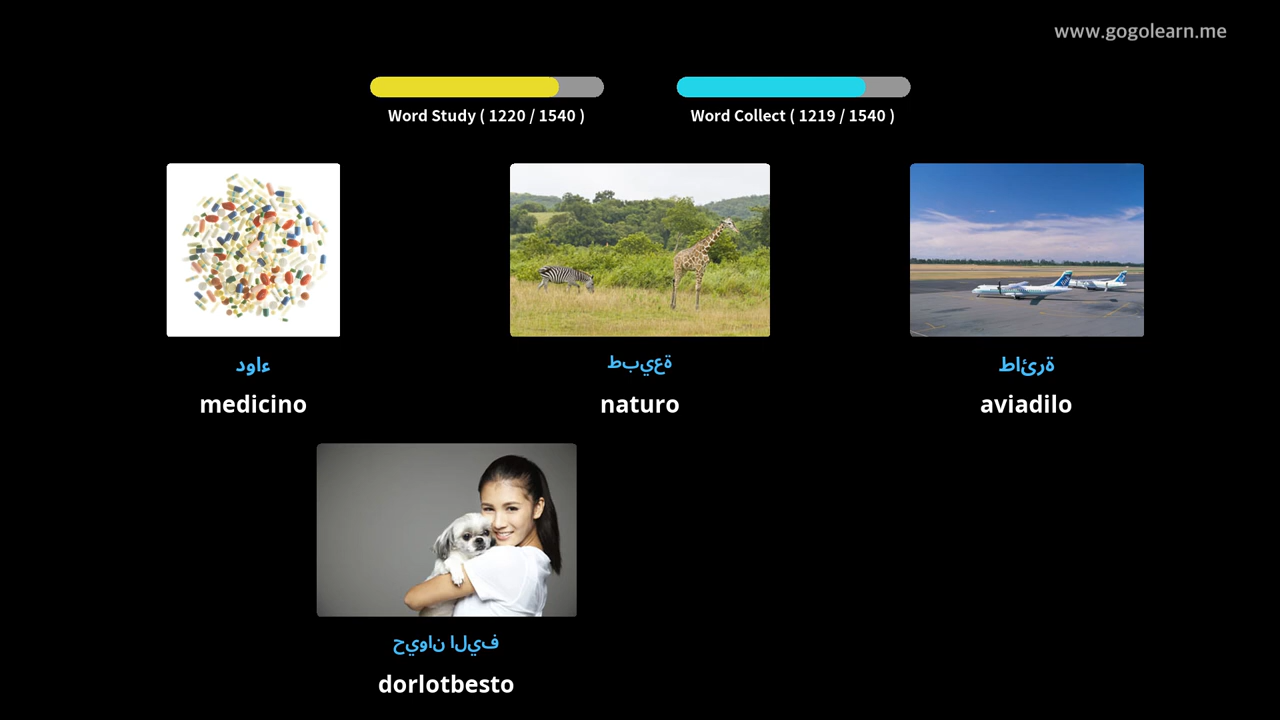 www.gogolearn.me
Word Study ( 1220 / 1540 )
Word Collect ( 1219 / 1540 )
دواء
medicino
طبيعة
naturo
طائرة
aviadilo
حيوان اليف
dorlotbesto